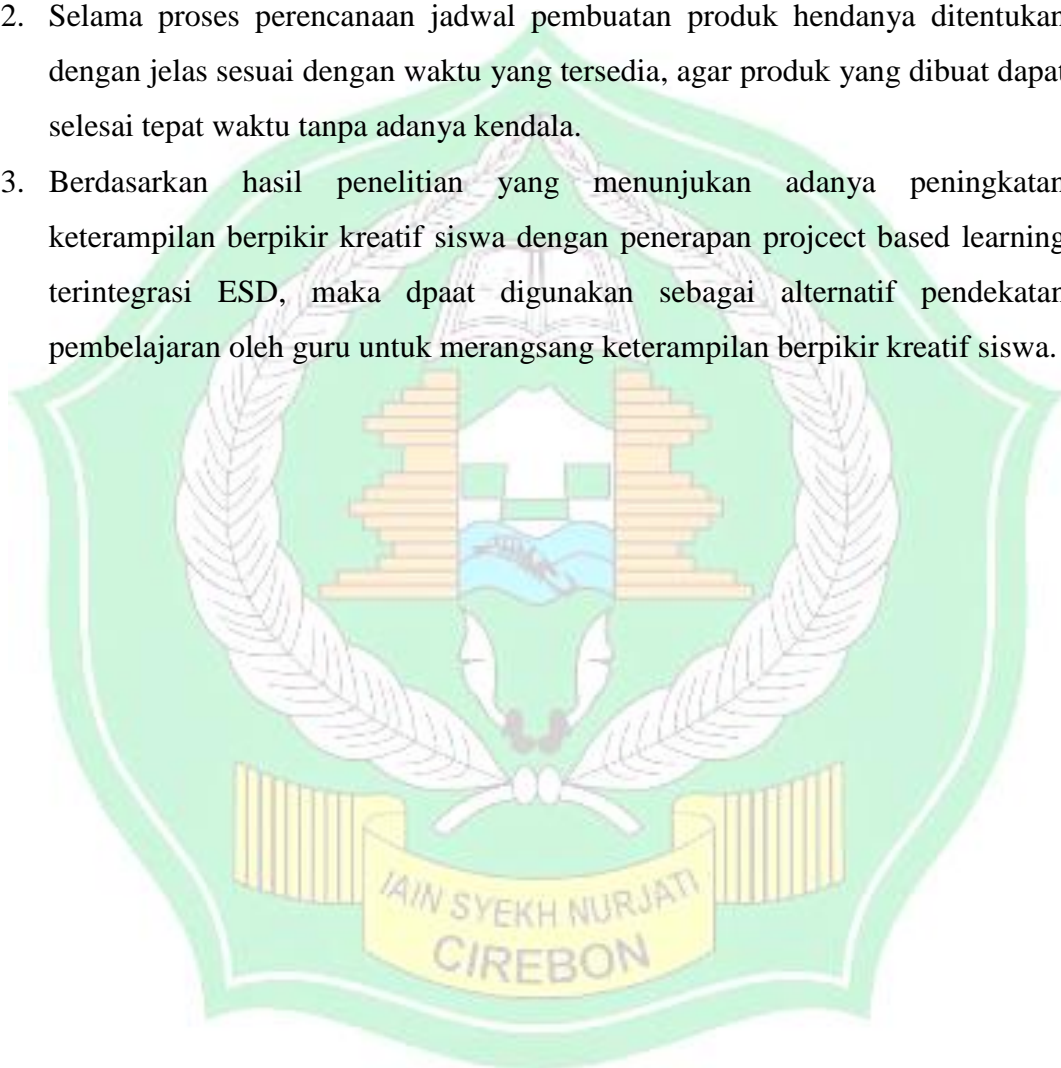 2. Selama proses perencanaan jadwal pembuatan produk hendanya ditentukan
dengan jelas sesuai dengan waktu yang tersedia, agar produk yang dibuat dapat
selesai tepat waktu tanpa adanya kendala.
3. Berdasarkan hasil penelitian yang menunjukan adanya peningkatan
keterampilan berpikir kreatif siswa dengan penerapan projcect based learning
terintegrasi ESD, maka dpaat digunakan sebagai alternatif pendekatan
pembelajaran oleh guru untuk merangsang keterampilan berpikir kreatif siswa.
IAIN SYEKH NURJATI
CIREBON